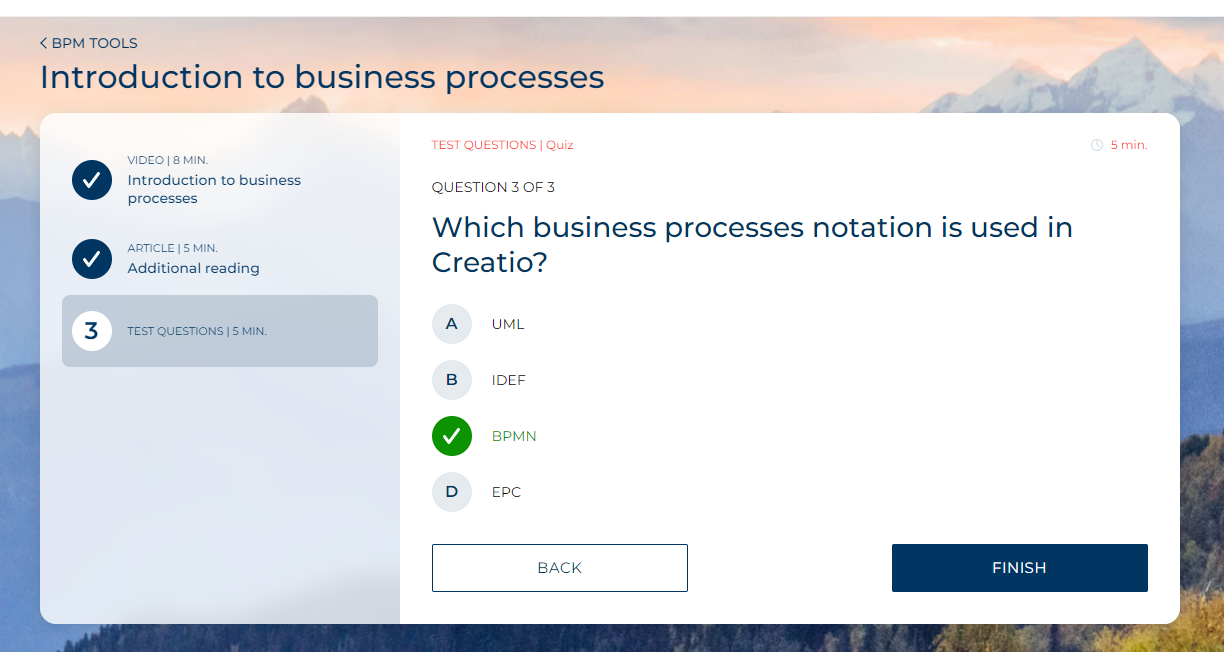 < BPM TOOLS
Introduction to business processes
VIDEO | 8 MIN.
Introduction to business
processes
ARTICLE | 5 MIN.
Additional reading
3
TEST QUESTIONS | 5 MIN.
TEST QUESTIONS | Quiz
5 min.
QUESTION 3 OF 3
Which business processes notation is used in
Creatio?
A UML
B IDEF
BPMN
D EPC
BACK
FINISH